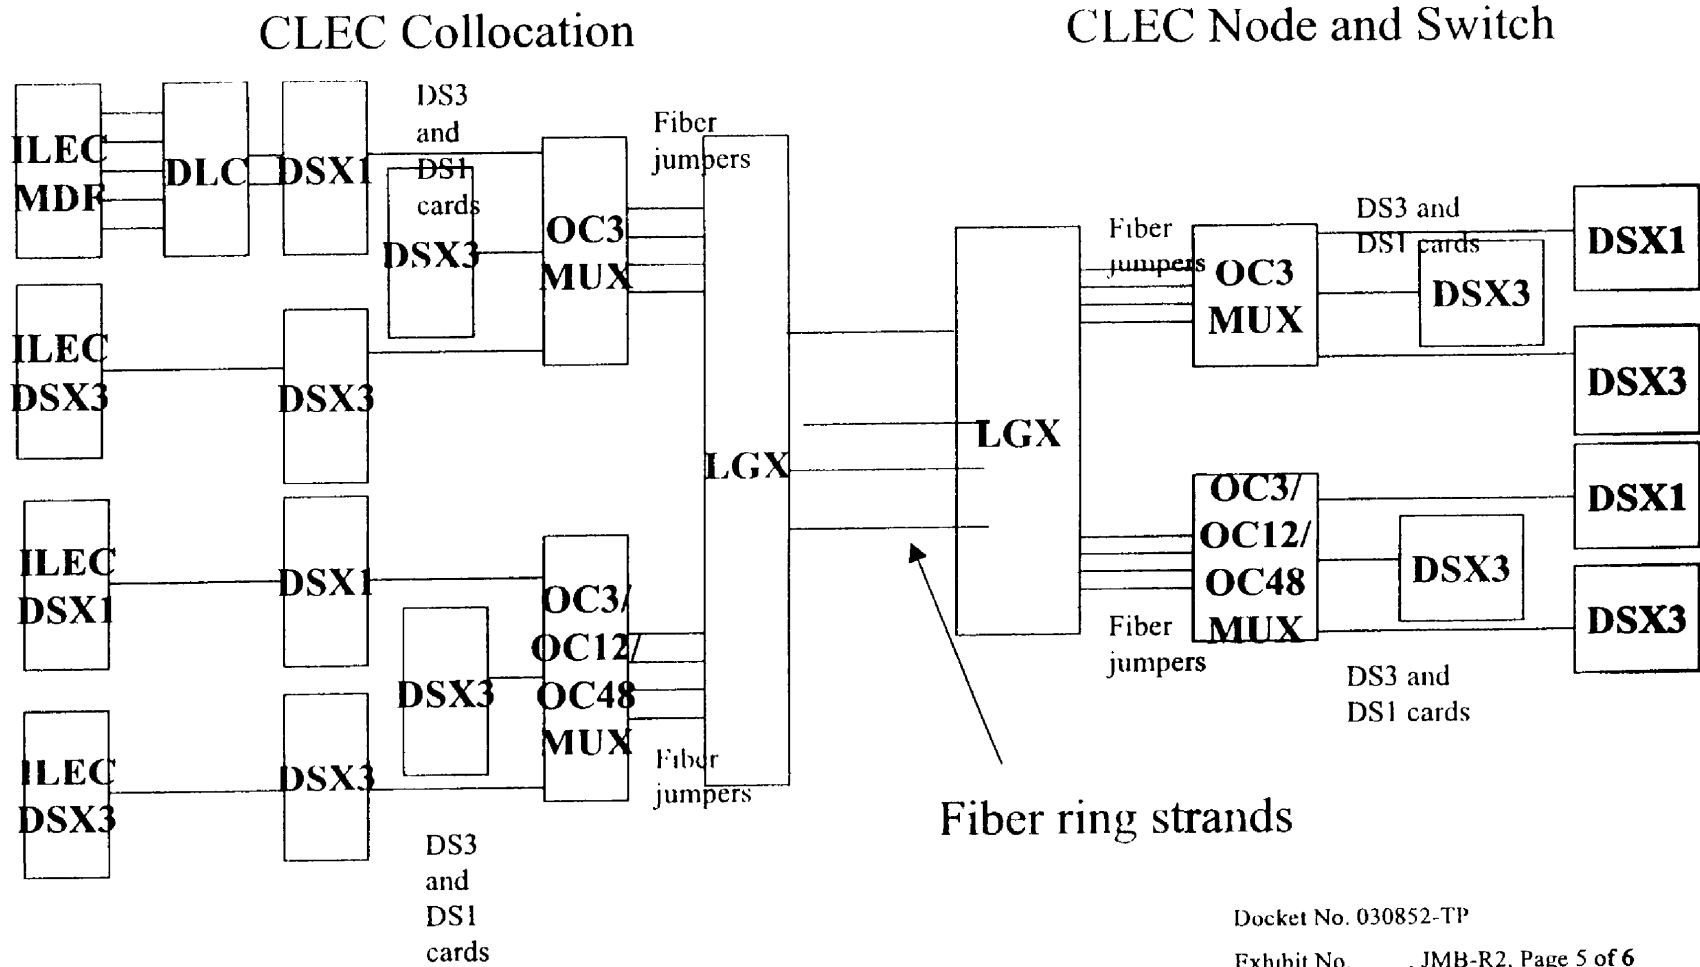 CLEC Collocation
CLEC Node and Switch
ILEC
MDF
DLC
DSX1
DS3
and
DS1
cards
DSX3
OC3
MUX
Fiber
jumpers
ILEC
DSX3
DSX3
LGX
ILEC
DSX1
DSX1
DSX3
OC3/
OC12/
OC48
MUX
Fiber
jumpers
ILEC
DSX3
DSX3
DS3
and
DS1
cards
LGX
Fiber
jumpers
OC3
MUX
DS3 and
DS1 cards
DSX3
DSX1
DSX3
OC3/
OC12/
OC48
MUX
Fiber
jumpers
DSX3
DSX1
DSX3
DS3 and
DS1 cards
Fiber ring strands
Docket No. 030852-TP
Exhibit No. , JMB-R2, Page 5 of 6